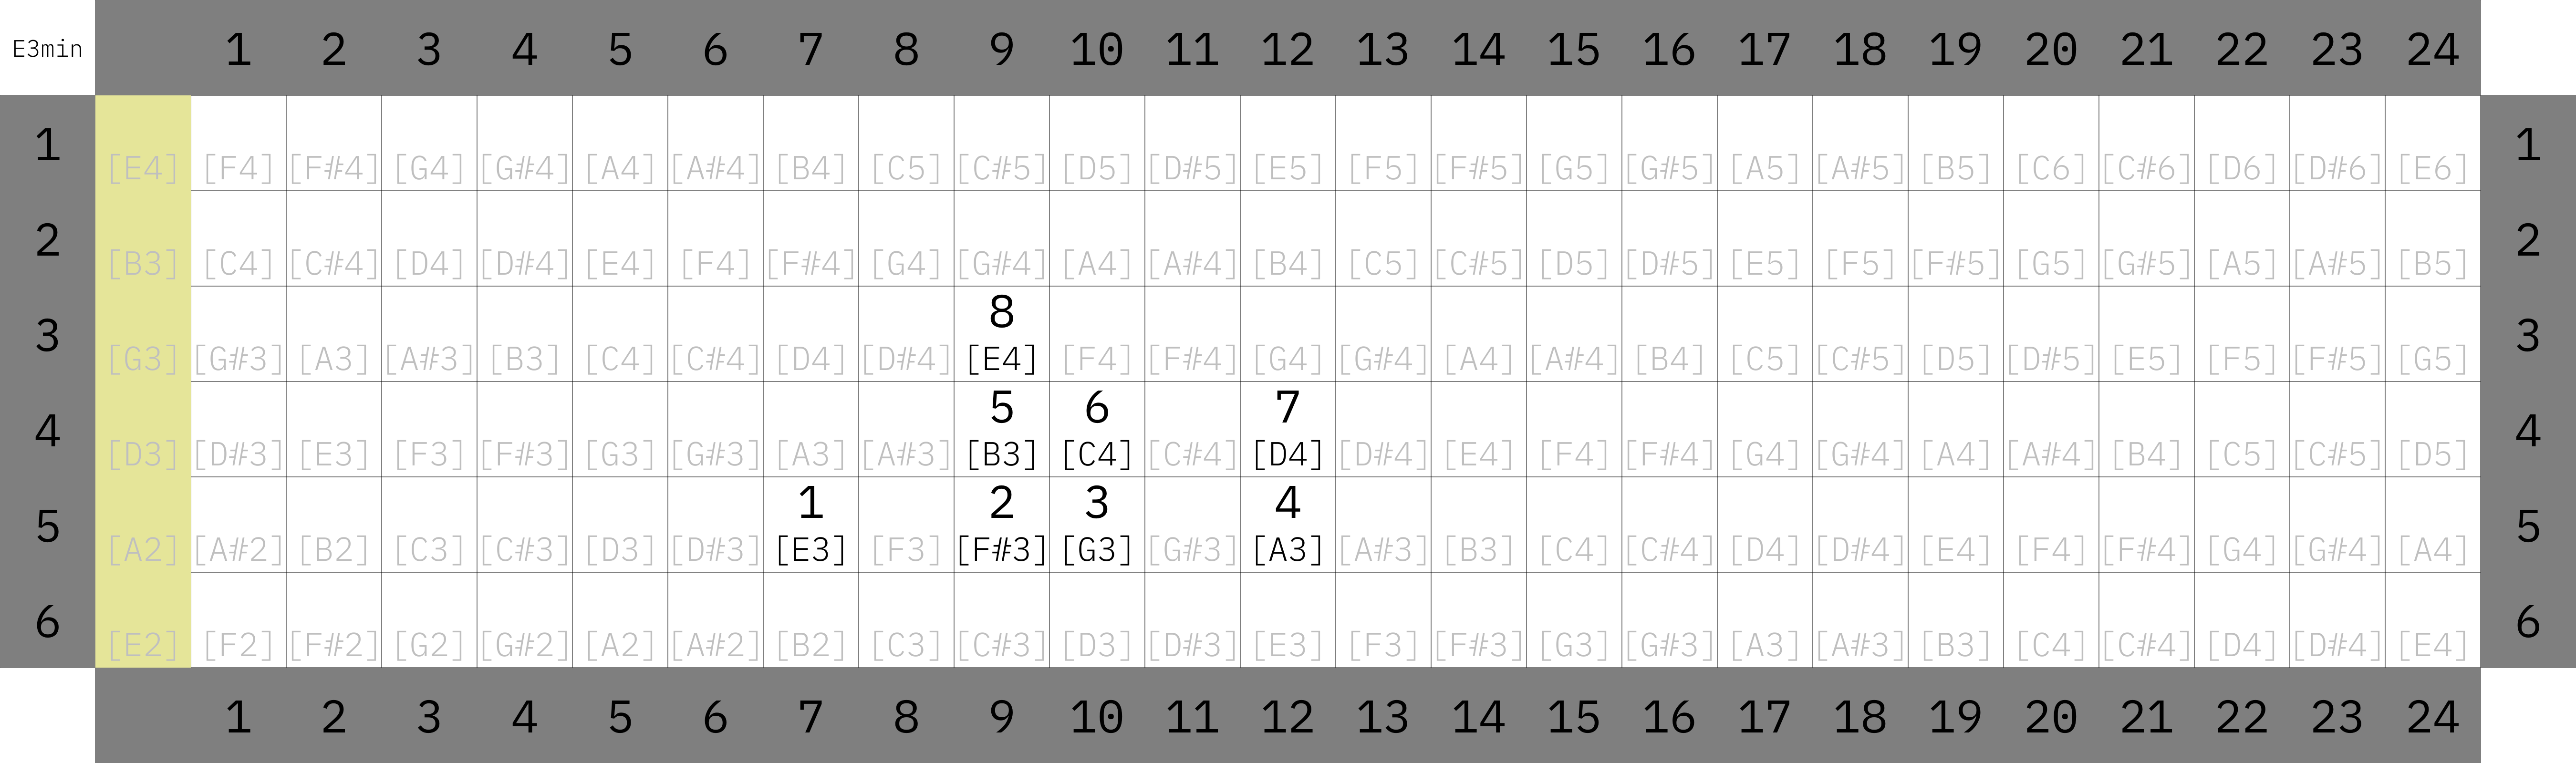 E3min 1 2 3 4 5 6 7 8 9 10 11 12 13 14 15 16 17 18 19 20 21 22 23 24
1 [E4] [F4] [F#4] [G4] [G#4] [A4] [A#4] [B4] [C5] [C#5] [D5] [D#5] [E5] [F5] [F#5] [G5] [G#5] [A5] [A#5] [B5] [C6] [C#6] [D6] [D#6] [E6] 1
2 [B3] [C4] [C#4] [D4] [D#4] [E4] [F4] [F#4] [G4] [G#4] [A4] [A#4] [B4] [C5] [C#5] [D5] [D#5] [E5] [F5] [F#5] [G5] [G#5] [A5] [A#5] [B5] 2
8
3 [G3] [G#3] [A3] [A#3] [B3] [C4] [C#4] [D4] [D#4] [E4] [F4] [F#4] [G4] [G#4] [A4] [A#4] [B4] [C5] [C#5] [D5] [D#5] [E5] [F5] [F#5] [G5] 3
5 6 7
4 [D3] [D#3] [E3] [F3] [F#3] [G3] [G#3] [A3] [A#3] [B3] [C4] [C#4] [D4] [D#4] [E4] [F4] [F#4] [G4] [G#4] [A4] [A#4] [B4] [C5] [C#5] [D5] 4
1 2 3 4
5 [A2] [A#2] [B2] [C3] [C#3] [D3] [D#3] [E3] [F3] [F#3] [G3] [G#3] [A3] [A#3] [B3] [C4] [C#4] [D4] [D#4] [E4] [F4] [F#4] [G4] [G#4] [A4] 5
6 [E2] [F2] [F#2] [G2] [G#2] [A2] [A#2] [B2] [C3] [C#3] [D3] [D#3] [E3] [F3] [F#3] [G3] [G#3] [A3] [A#3] [B3] [C4] [C#4] [D4] [D#4] [E4] 6
1 2 3 4 5 6 7 8 9 10 11 12 13 14 15 16 17 18 19 20 21 22 23 24